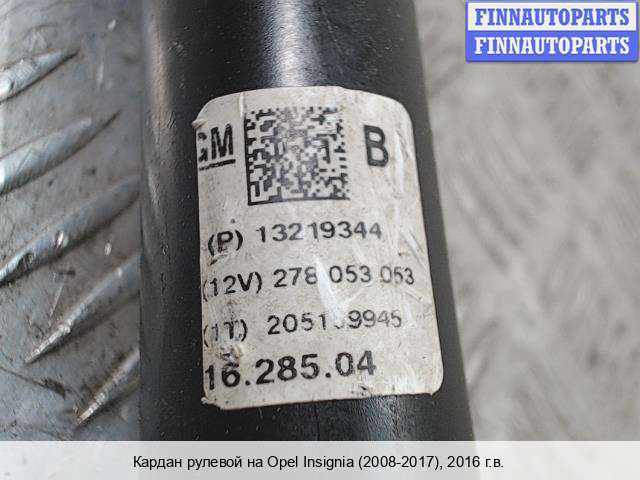 FINNAUTOPARTS
FINNAUTOPARTS
GM
B
(P) 13219344
(12V) 278 053 053
(1T)
16.285.04
Кардан рулевой на Opel Insignia (2008-2017), 2016 г.в.